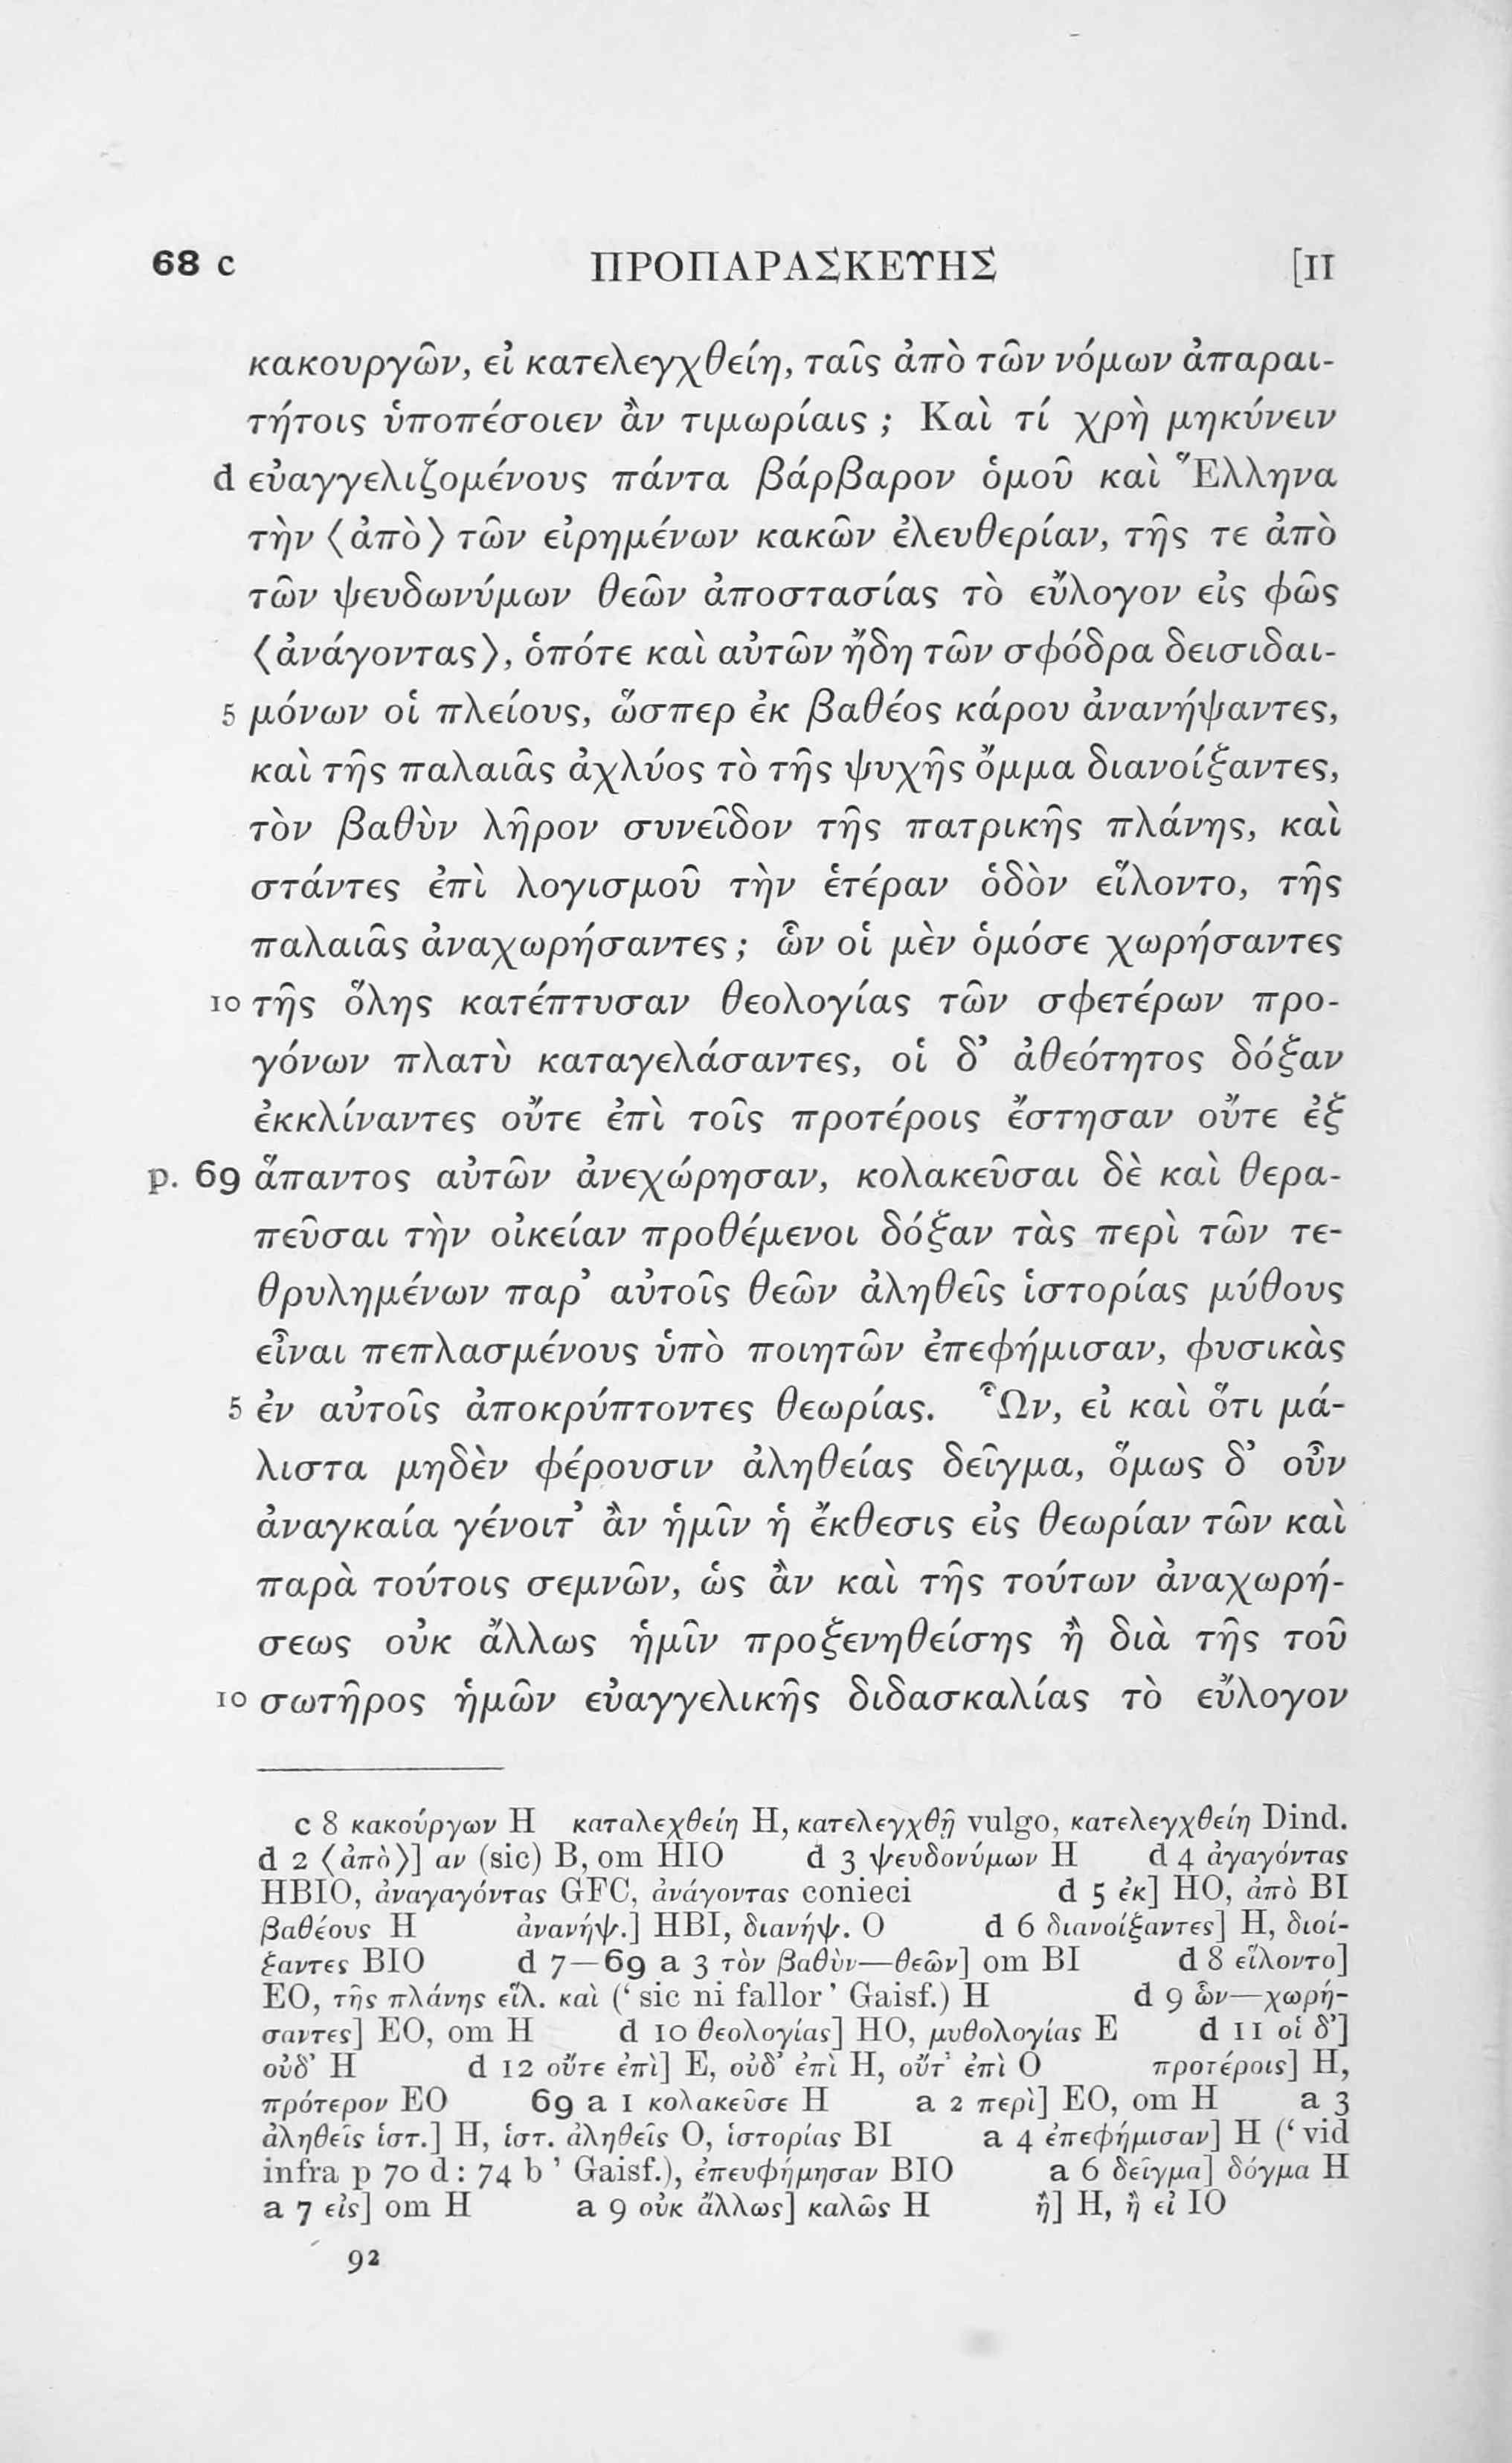 68 c ΠΡΟΠΑΡΑΣΚΕΥΗΣ [II
κακουργῶν, εἰ κατελεγχθείη, ταῖς ἀπὸ τῶν νόμων ἀπαραι-
τήτοις ὑποπέσοιεν ἂν τιμωρίαις ; Καὶ τί χρὴ μηκύνειν
d εὐαγγελιζομένους πάντα βάρβαρον ὁμοῦ καὶ Ἕλληνα
τὴν ⟨ἀπὸ⟩ τῶν εἰρημένων κακῶν ἐλευθερίαν, τῆς τε ἀπὸ
τῶν ψευδωνύμων θεῶν ἀποστασίας τὸ εὔλογον εἰς φῶς
⟨ἀνάγοντας⟩, ὁπότε καὶ αὐτῶν ἤδη τῶν σφόδρα δεισιδαι-
5 μόνων οἱ πλείους, ὥσπερ ἐκ βαθέος κάρου ἀνανήψαντες,
καὶ τῆς παλαιᾶς ἀχλύος τὸ τῆς ψυχῆς ὄμμα διανοίξαντες,
τὸν βαθὺν λῆρον συνεῖδον τῆς πατρικῆς πλάνης, καὶ
στάντες ἐπὶ λογισμοῦ τὴν ἑτέραν ὁδὸν εἵλοντο, τῆς
παλαιᾶς ἀναχωρήσαντες ; ὧν οἱ μὲν ὁμόσε χωρήσαντες
10 τῆς ὅλης κατέπτυσαν θεολογίας τῶν σφετέρων προ-
γόνων πλατὺ καταγελάσαντες, οἱ δ’ ἀθεότητος δόξαν
ἐκκλίναντες οὔτε ἐπὶ τοῖς προτέροις ἔστησαν οὔτε ἐξ
p. 69 ἅπαντος αὐτῶν ἀνεχώρησαν, κολακεῦσαι δὲ καὶ θερα-
πεῦσαι τὴν οἰκείαν προθέμενοι δόξαν τὰς περὶ τῶν τε-
θρυλημένων παρ’ αὐτοῖς θεῶν ἀληθεῖς ἱστορίας μύθους
εἶναι πεπλασμένους ὑπὸ ποιητῶν ἐπεφήμισαν, φυσικὰς
5 ἐν αὐτοῖς ἀποκρύπτοντες θεωρίας. Ὧν, εἰ καὶ ὅτι μά-
λιστα μηδὲν φέρουσιν ἀληθείας δεῖγμα, ὅμως δ’ οὖν
ἀναγκαία γένοιτ’ ἂν ἡμῖν ἡ ἔκθεσις εἰς θεωρίαν τῶν καὶ
παρὰ τούτοις σεμνῶν, ὡς ἂν καὶ τῆς τούτων ἀναχωρή-
σεως οὐκ ἄλλως ἡμῖν προξενηθείσης ἢ διὰ τῆς τοῦ
10 σωτῆρος ἡμῶν εὐαγγελικῆς διδασκαλίας τὸ εὔλογον
c 8 κακούργων H καταλεχθείη H, κατελεγχθῇ vulgo, κατελεγχθείη Dind.
d 2 ⟨ἀπὸ⟩] αν (sic) B, om HIO d 3 ψευδονύμων H d 4 ἀγαγόντας
HBIO, ἀναγαγόντας GFC, ἀνάγοντας conieci d 5 ἐκ] HO, ἀπὸ BI
βαθέους H ἀνανήψ.] HBI, διανήψ. O d 6 διανοίξαντες] H, διοί-
ξαντες BIO d 7—69 a 3 τὸν βαθὺν—θεῶν] om BI d 8 εἵλοντο]
EO, τῆς πλάνης εἵλ. καὶ (‘ sic ni fallor ’ Gaisf.) H d 9 ὧν—χωρή-
σαντες] EO, om H d 10 θεολογίας] HO, μυθολογίας E d 11 οἱ δ’]
οὐδ’ H d 12 οὔτε ἐπὶ] E, οὐδ’ ἐπὶ H, οὔτ’ ἐπὶ O προτέροις] H,
πρότερον EO 69 a 1 κολακεῦσε H a 2 περὶ] EO, om H a 3
ἀληθεῖς ἱστ.] H, ἱστ. ἀληθεῖς O, ἱστορίας BI a 4 ἐπεφήμισαν] H (‘ vid
infra p 70 d : 74 b ’ Gaisf.), ἐπευφήμησαν BIO a 6 δεῖγμα] δόγμα H
a 7 εἰς] om H a 9 οὐκ ἄλλως] καλῶς H ἢ] H, ἢ εἰ IO
92